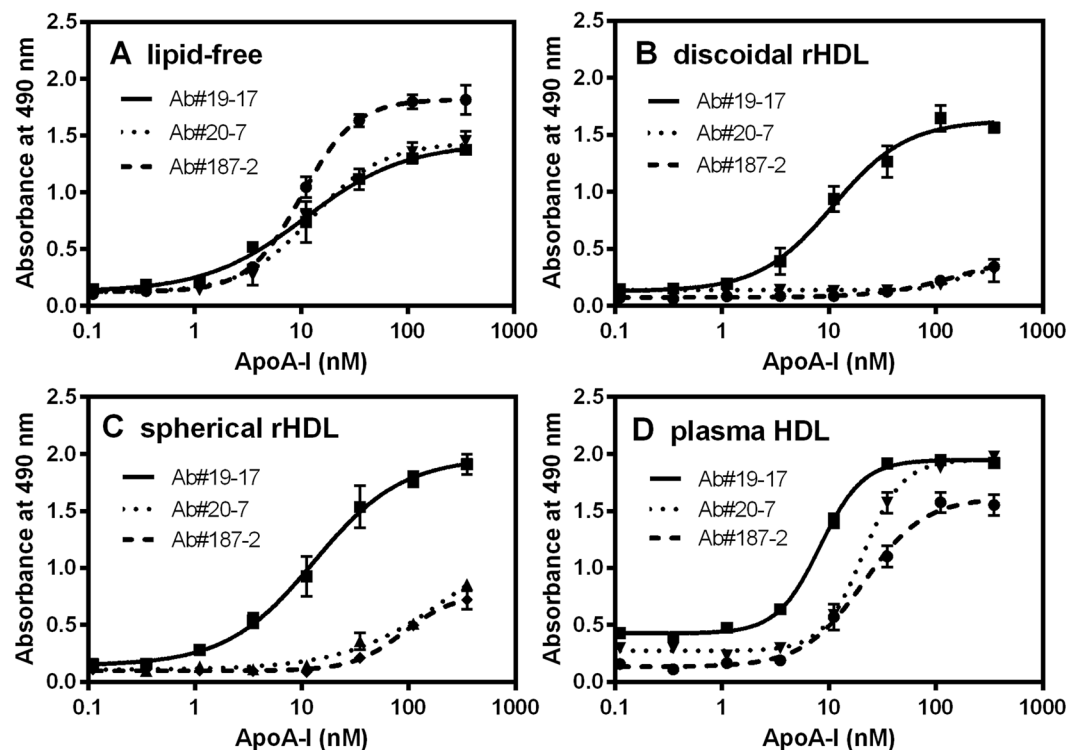 A lipid-free
Absorbance at 490 nm
2.5
2.0
1.5
1.0
0.5
0.0
Ab#19-17
Ab#20-7
Ab#187-2
0.1 1 10 100 1000
ApoA-I (nM)
B discoidal rHDL
Absorbance at 490 nm
2.5
2.0
1.5
1.0
0.5
0.0
Ab#19-17
Ab#20-7
Ab#187-2
0.1 1 10 100 1000
ApoA-I (nM)
C spherical rHDL
Absorbance at 490 nm
2.5
2.0
1.5
1.0
0.5
0.0
Ab#19-17
Ab#20-7
Ab#187-2
0.1 1 10 100 1000
ApoA-I (nM)
D plasma HDL
Absorbance at 490 nm
2.5
2.0
1.5
1.0
0.5
0.0
Ab#19-17
Ab#20-7
Ab#187-2
0.1 1 10 100 1000
ApoA-I (nM)